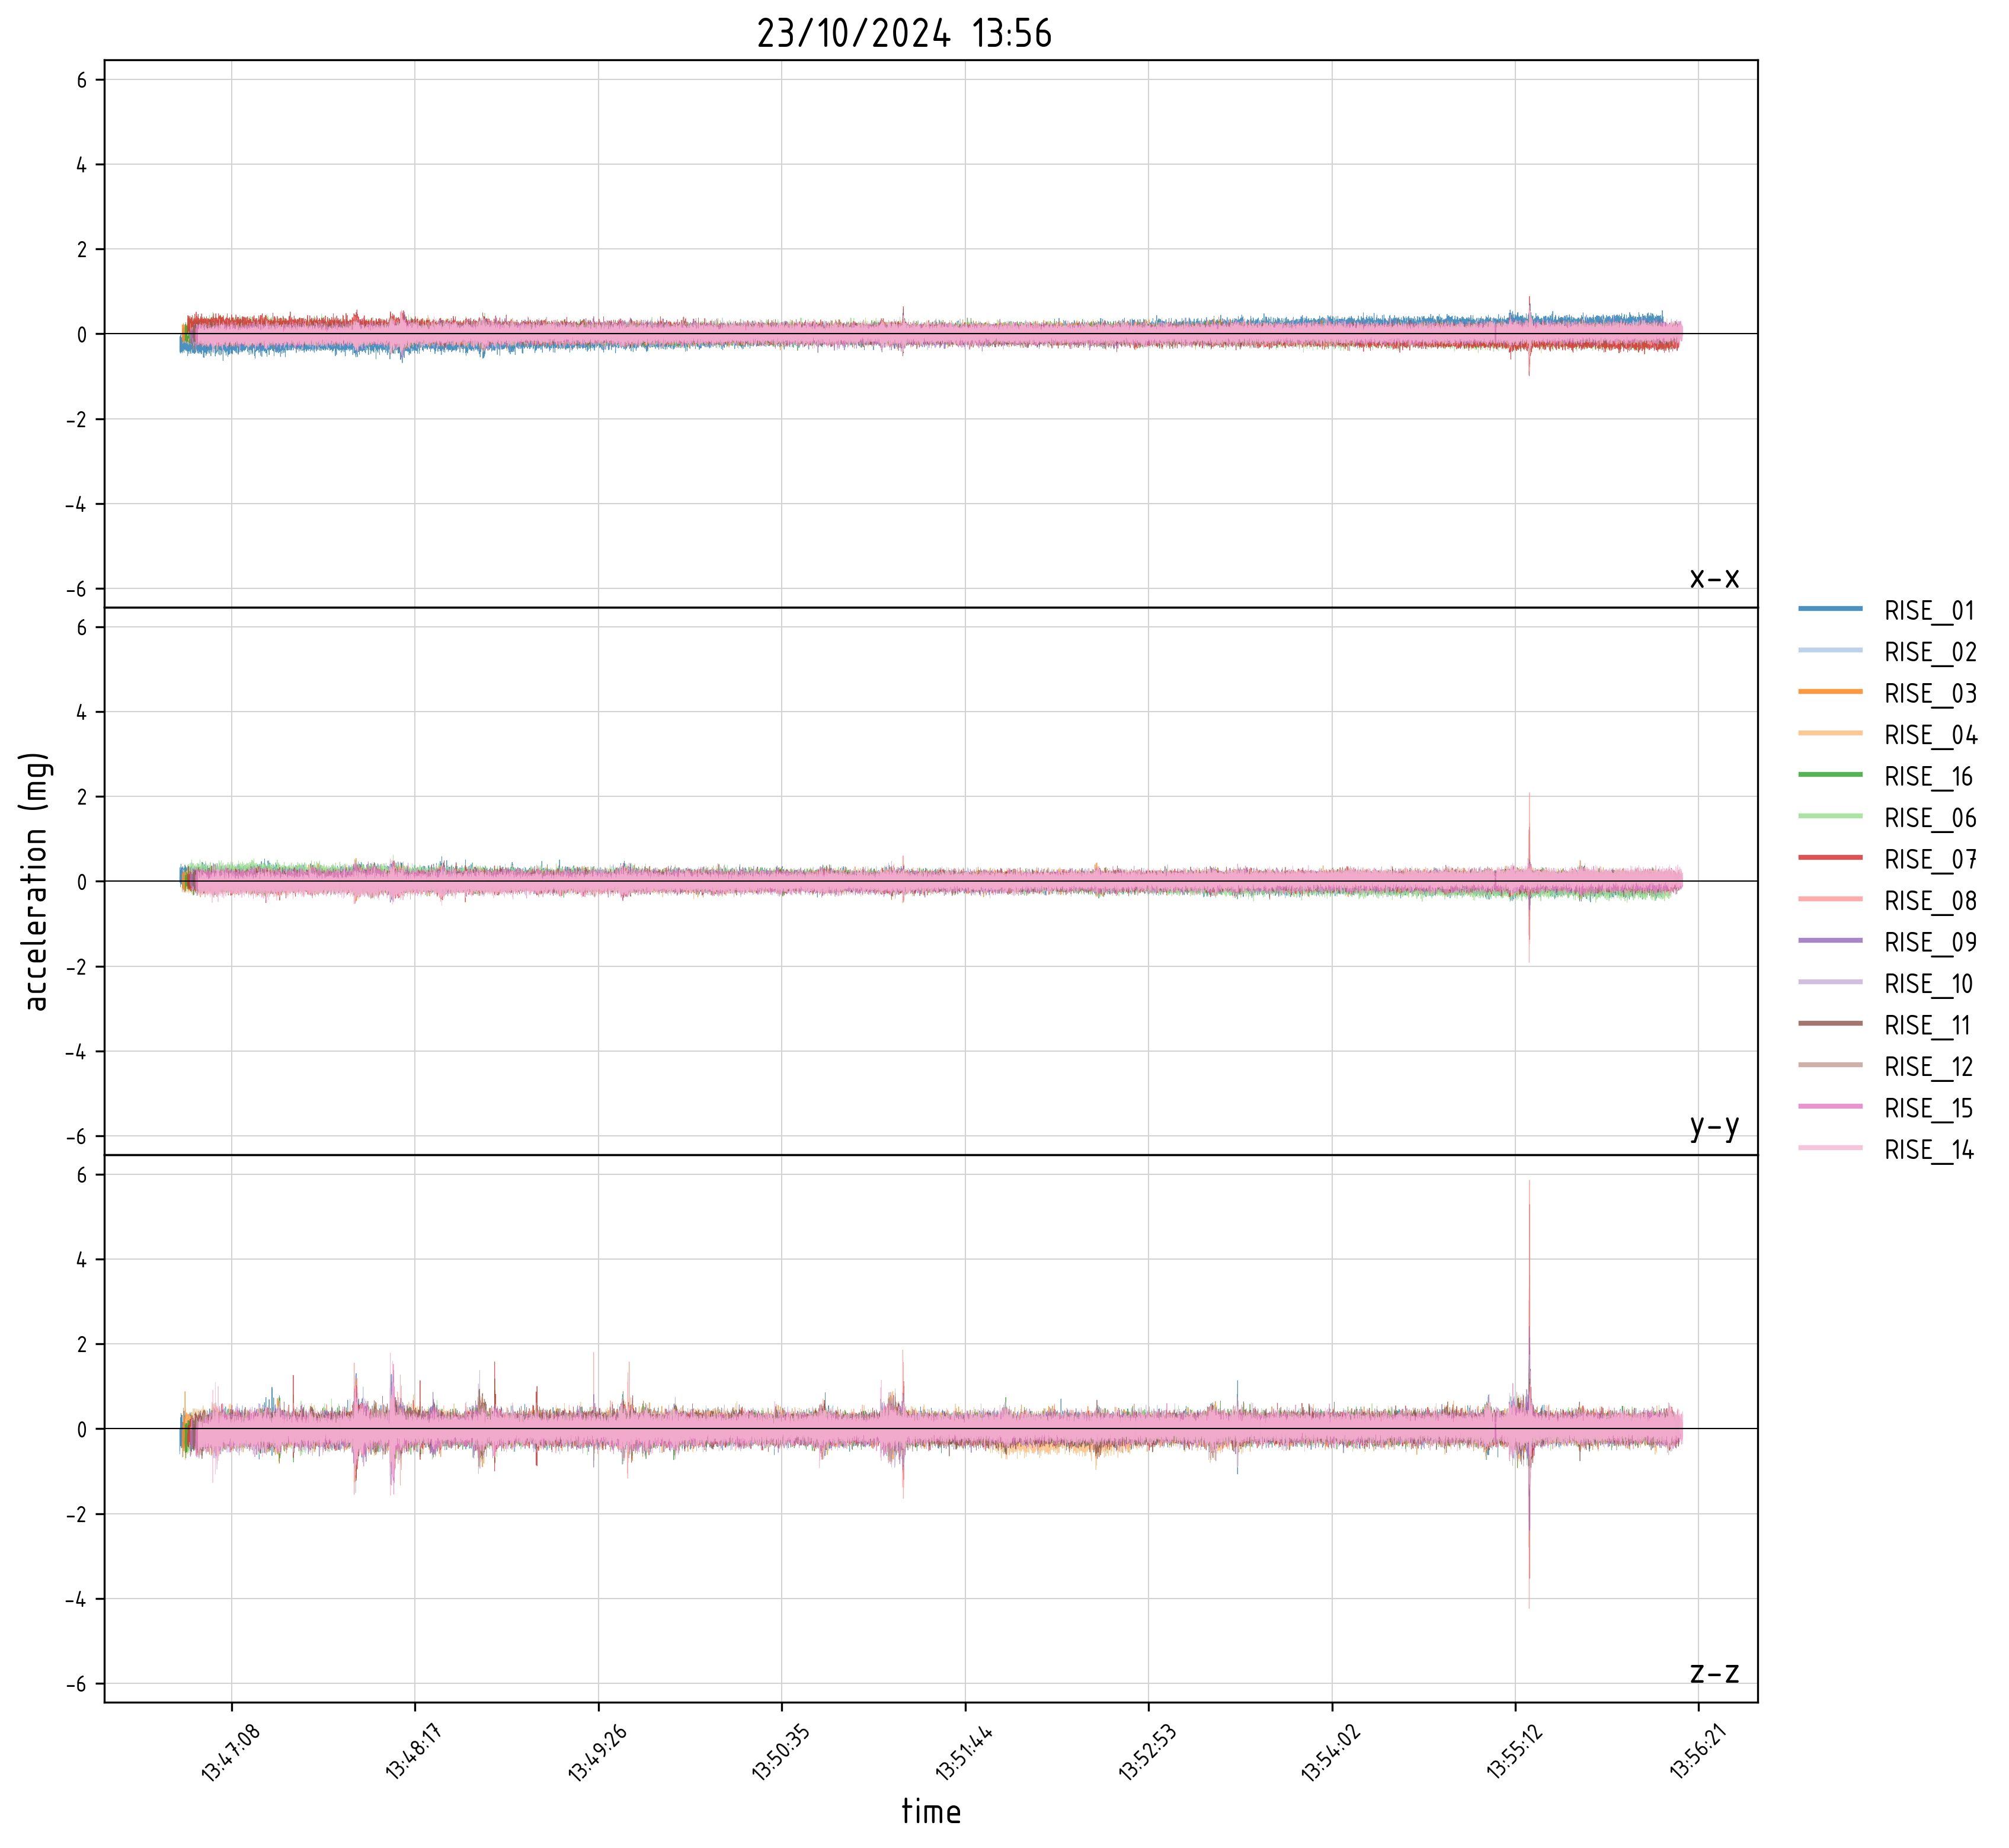 23/10/2024 13:56
6
4
2
0
-2
-4
-6
x-x
6
4
2
0
-2
-4
-6
y-y
6
4
2
0
-2
-4
-6
z-z
acceleration (mg)
13:47:08
13:48:17
13:49:26
13:50:35
13:51:44
13:52:53
13:54:02
13:55:12
13:56:21
time
RISE_01
RISE_02
RISE_03
RISE_04
RISE_16
RISE_06
RISE_07
RISE_08
RISE_09
RISE_10
RISE_11
RISE_12
RISE_15
RISE_14